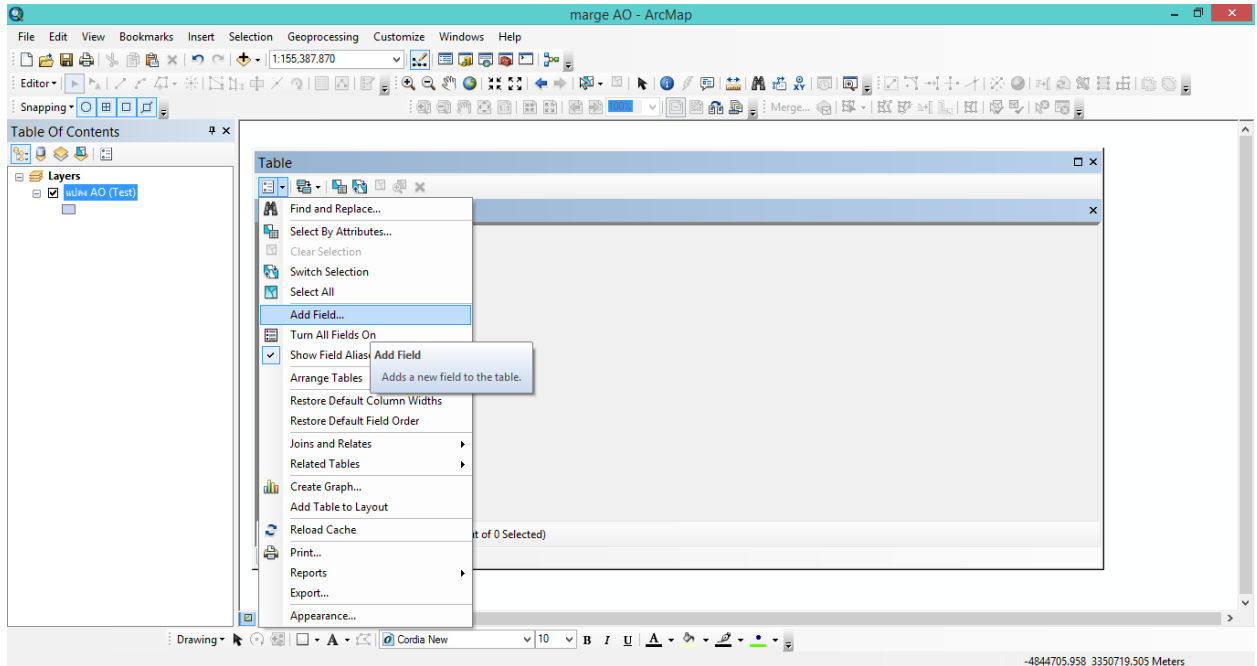 marge AO - ArcMap
File Edit View Bookmarks Insert Selection Geoprocessing Customize Windows Help
1:155,387,870
Editor
100%
Merge...
Snapping
Table Of Contents
Layers
แปลง AO (Test)
Table
Find and Replace...
Select By Attributes...
Clear Selection
Switch Selection
Select All
Add Field...
Turn All Fields On
Show Field Aliase
Add Field
Adds a new field to the table.
Arrange Tables
Restore Default Column Widths
Restore Default Field Order
Joins and Relates
Related Tables
Create Graph...
Add Table to Layout
Reload Cache
t of 0 Selected)
Print...
Reports
Export...
Appearance...
Drawing A Cordia New 10 B I U A
-4844705.958 3350719.505 Meters